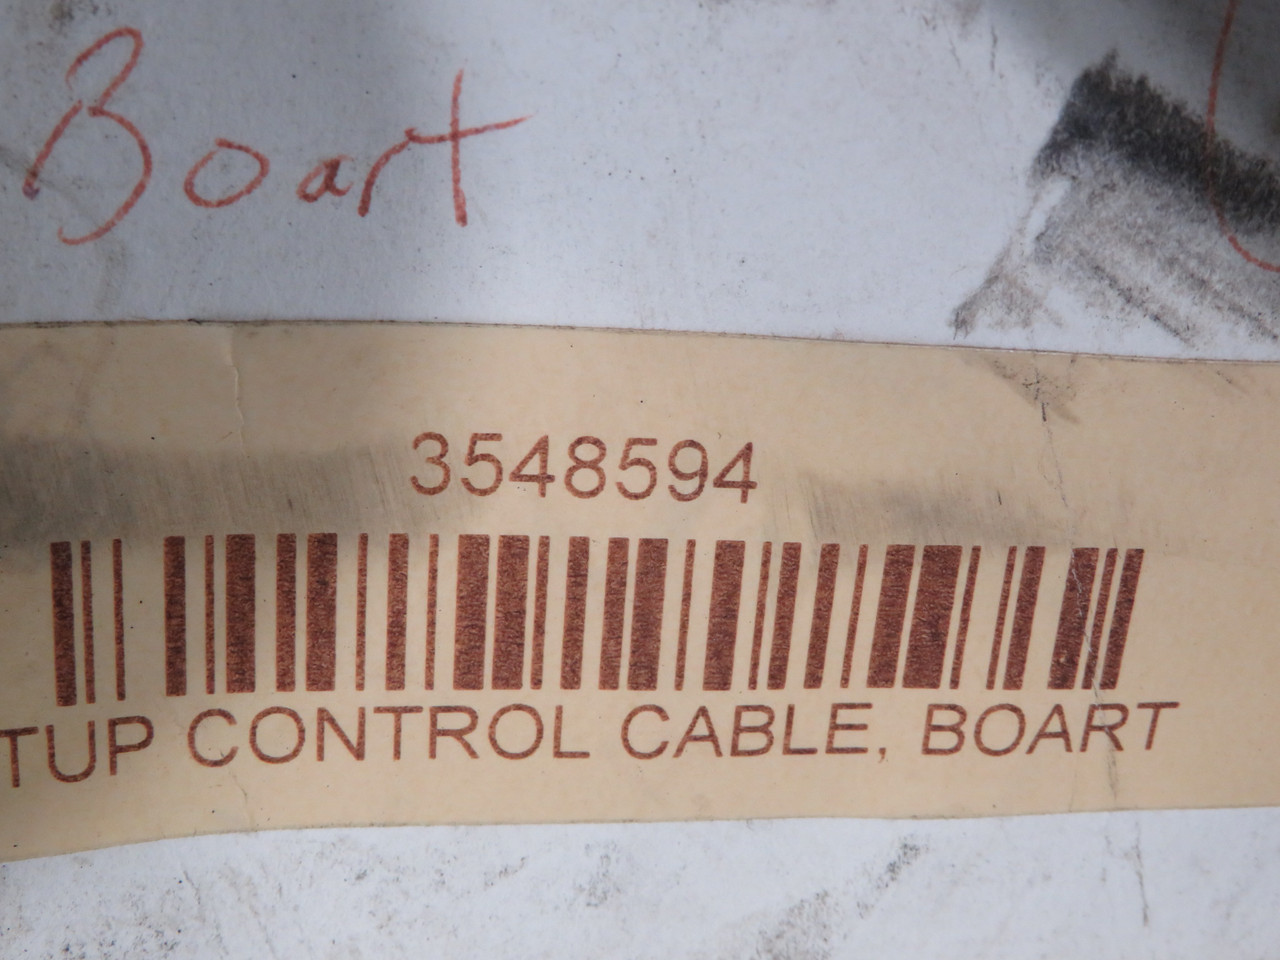 Boart
3548594
TUP CONTROL CABLE, BOART